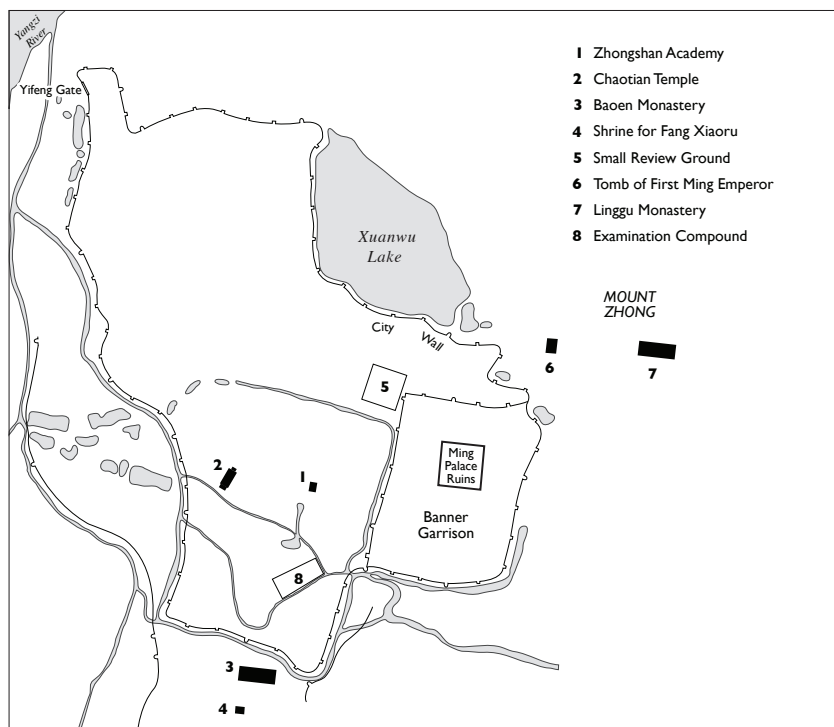 Yangzi
River
Yifeng Gate
1 Zhongshan Academy
2 Chaotian Temple
3 Baoen Monastery
4 Shrine for Fang Xiaoru
5 Small Review Ground
6 Tomb of First Ming Emperor
7 Linggu Monastery
8 Examination Compound
Xuanwu
Lake
MOUNT
ZHONG
City Wall
6
7
5
Ming
Palace
Ruins
2
1
Banner
Garrison
8
3
4